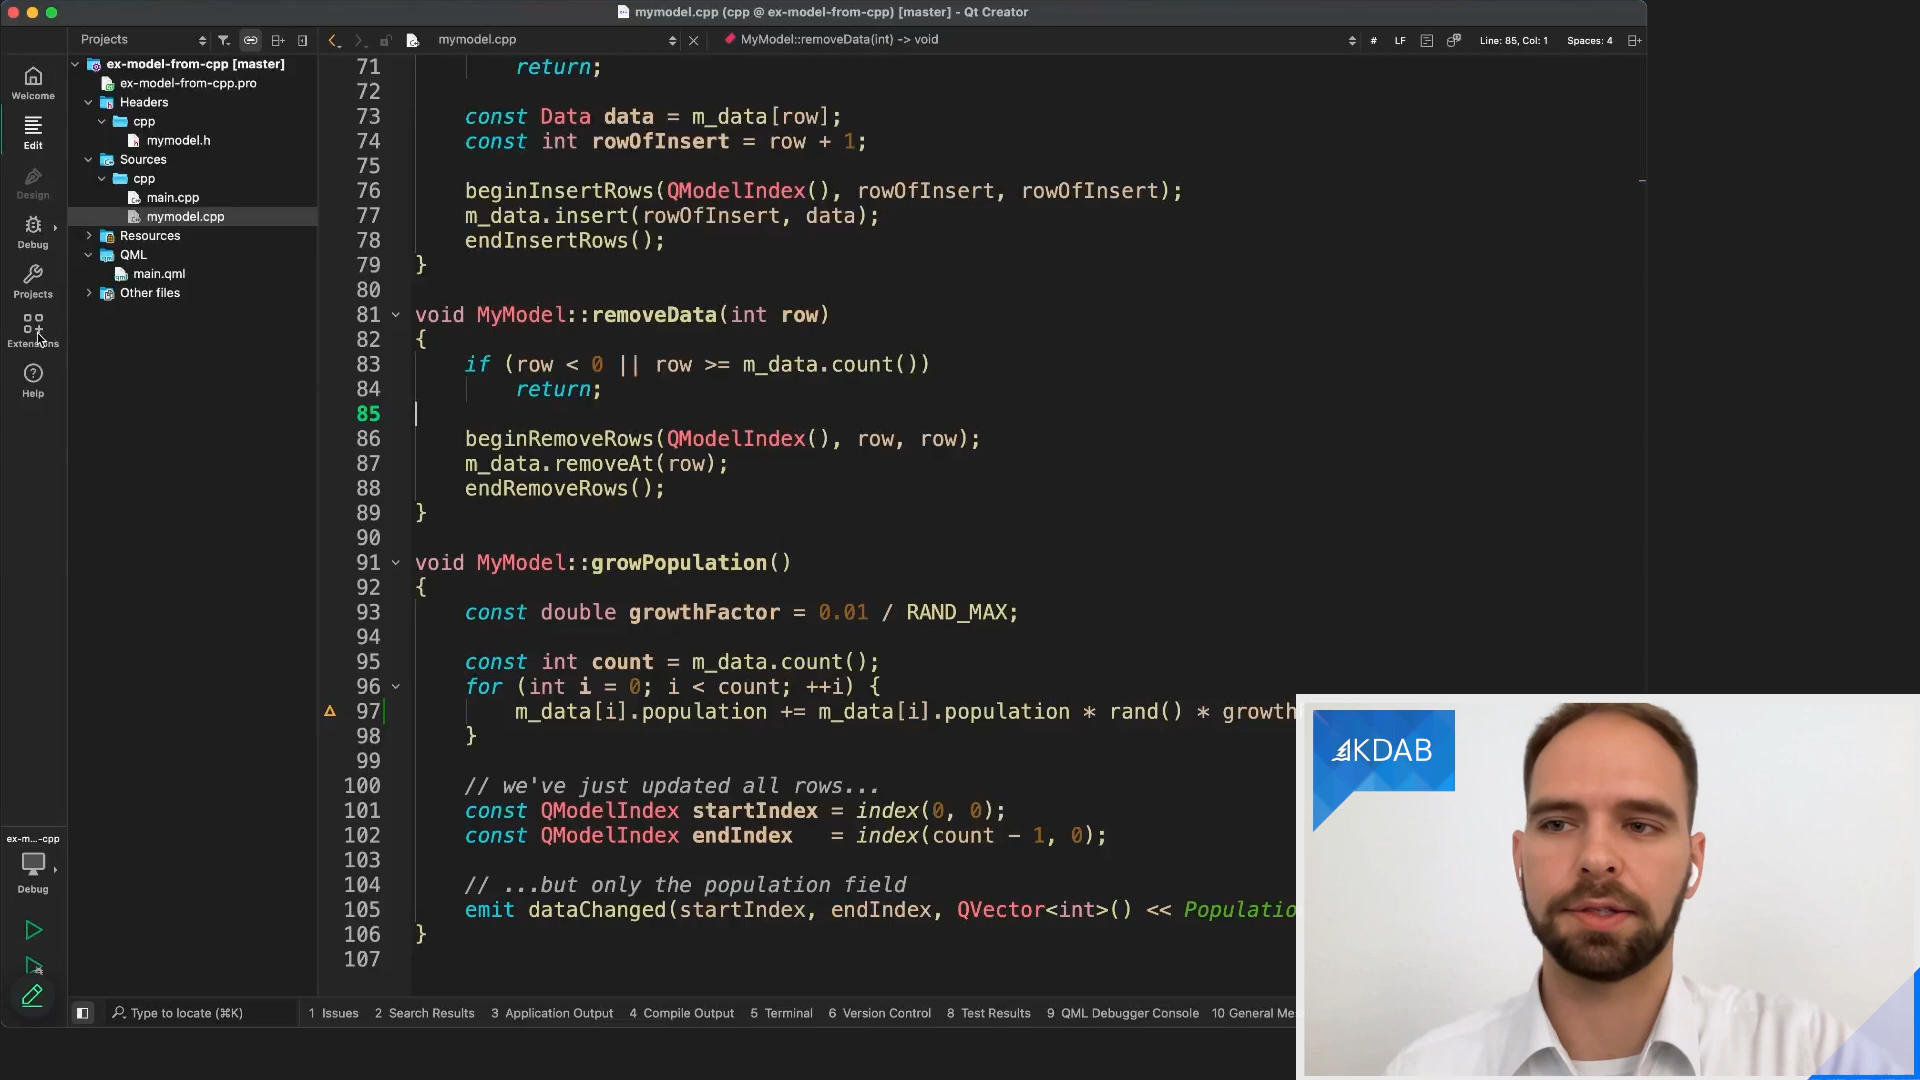 mymodel.cpp (cpp @ ex-model-from-cpp) [master] - Qt Creator
Projects
mymodel.cpp
MyModel::removeData(int) -> void
#
LF
Line: 85, Col: 1
Spaces: 4
Welcome
Edit
Design
Debug
Projects
Extensions
Help
ex-model-from-cpp [master]
ex-model-from-cpp.pro
Headers
cpp
mymodel.h
Sources
cpp
main.cpp
mymodel.cpp
Resources
QML
main.qml
Other files
71 return;
72
73 const Data data = m_data[row];
74 const int rowOfInsert = row + 1;
75
76 beginInsertRows(QModelIndex(), rowOfInsert, rowOfInsert);
77 m_data.insert(rowOfInsert, data);
78 endInsertRows();
79 }
80
81 void MyModel::removeData(int row)
82 {
83 if (row < 0 || row >= m_data.count())
84 return;
85
86 beginRemoveRows(QModelIndex(), row, row);
87 m_data.removeAt(row);
88 endRemoveRows();
89 }
90
91 void MyModel::growPopulation()
92 {
93 const double growthFactor = 0.01 / RAND_MAX;
94
95 const int count = m_data.count();
96 for (int i = 0; i < count; ++i) {
97 m_data[i].population += m_data[i].population * rand() * growth
98 }
99
100 // we've just updated all rows...
101 const QModelIndex startIndex = index(0, 0);
102 const QModelIndex endIndex = index(count - 1, 0);
103
104 // ...but only the population field
105 emit dataChanged(startIndex, endIndex, QVector<int>() << Populatio
106 }
107
KDAB
ex-m...-cpp
Debug
Type to locate (⌘K)
1 Issues
2 Search Results
3 Application Output
4 Compile Output
5 Terminal
6 Version Control
8 Test Results
9 QML Debugger Console
10 General Me